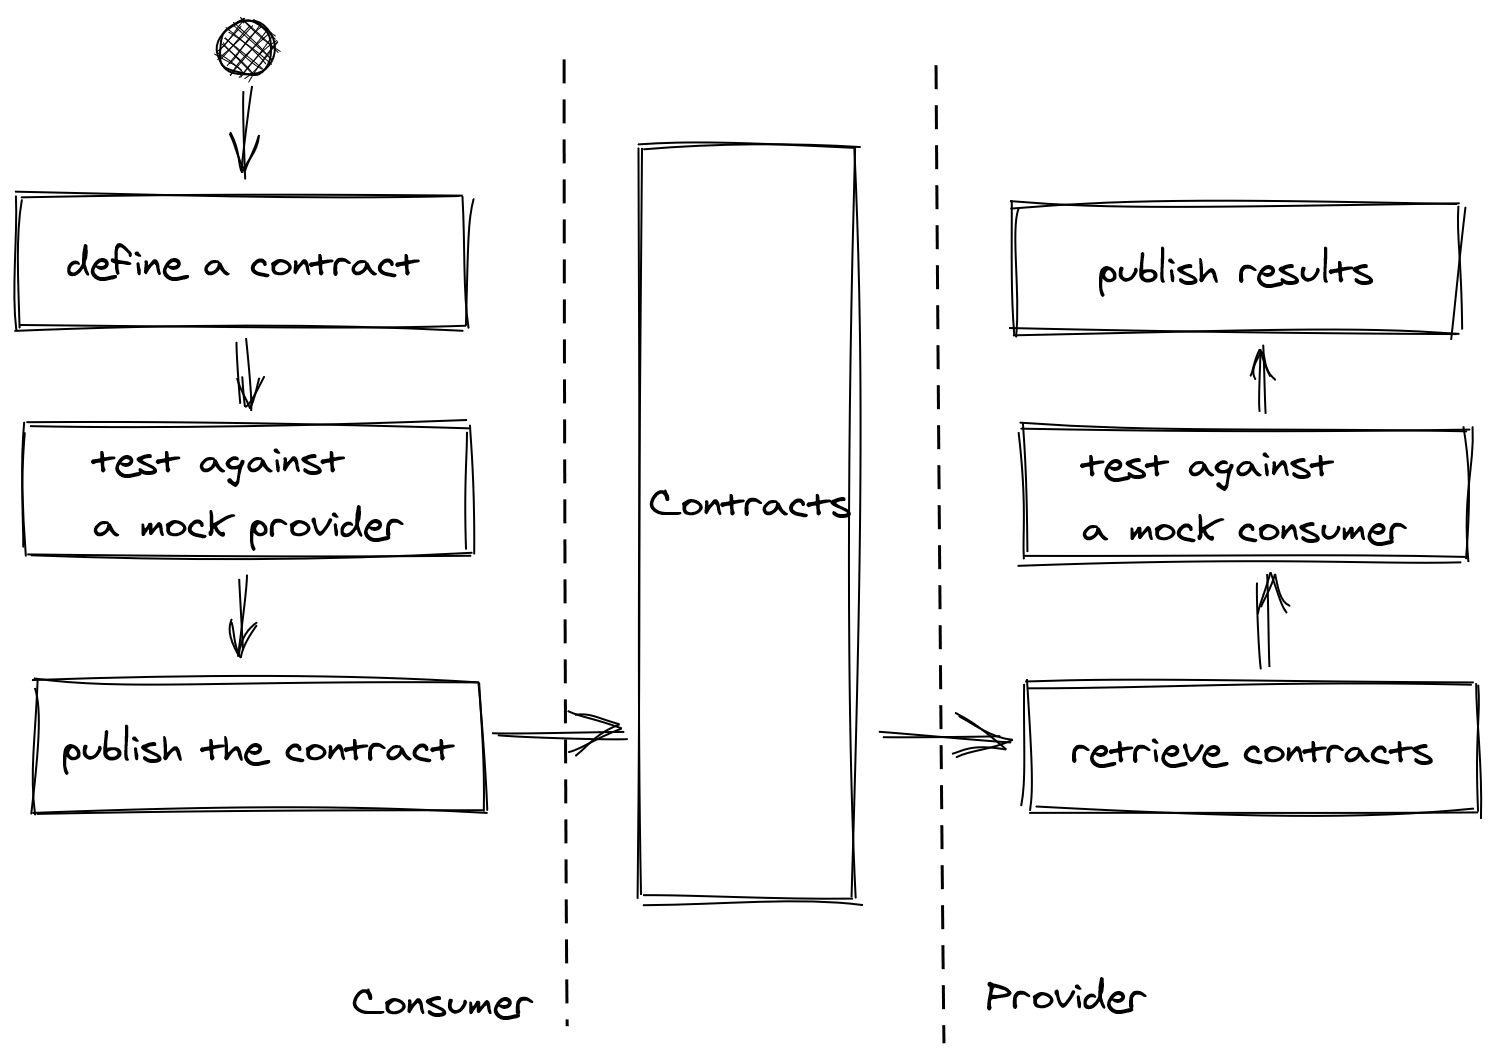 define a contract
test against
a mock provider
publish the contract
Consumer
Contracts
publish results
test against
a mock consumer
retrieve contracts
Provider